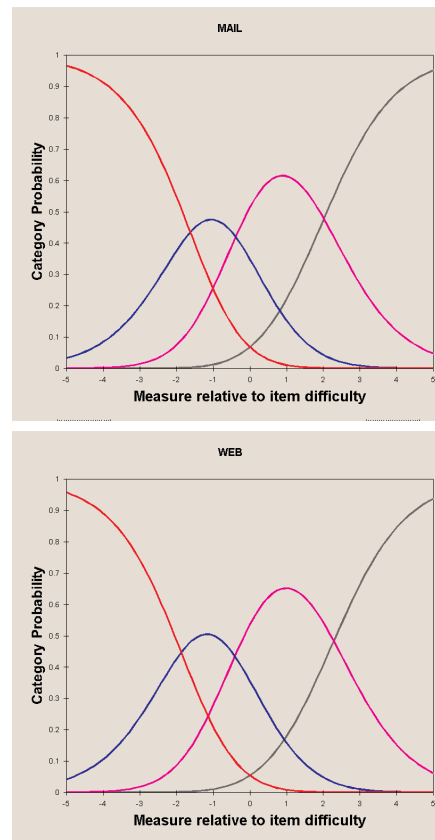 MAIL
Category Probability
1
0.9
0.8
0.7
0.6
0.5
0.4
0.3
0.2
0.1
0
-5 -4 -3 -2 -1 0 1 2 3 4 5
Measure relative to item difficulty
WEB
Category Probability
1
0.9
0.8
0.7
0.6
0.5
0.4
0.3
0.2
0.1
0
-5 -4 -3 -2 -1 0 1 2 3 4 5
Measure relative to item difficulty